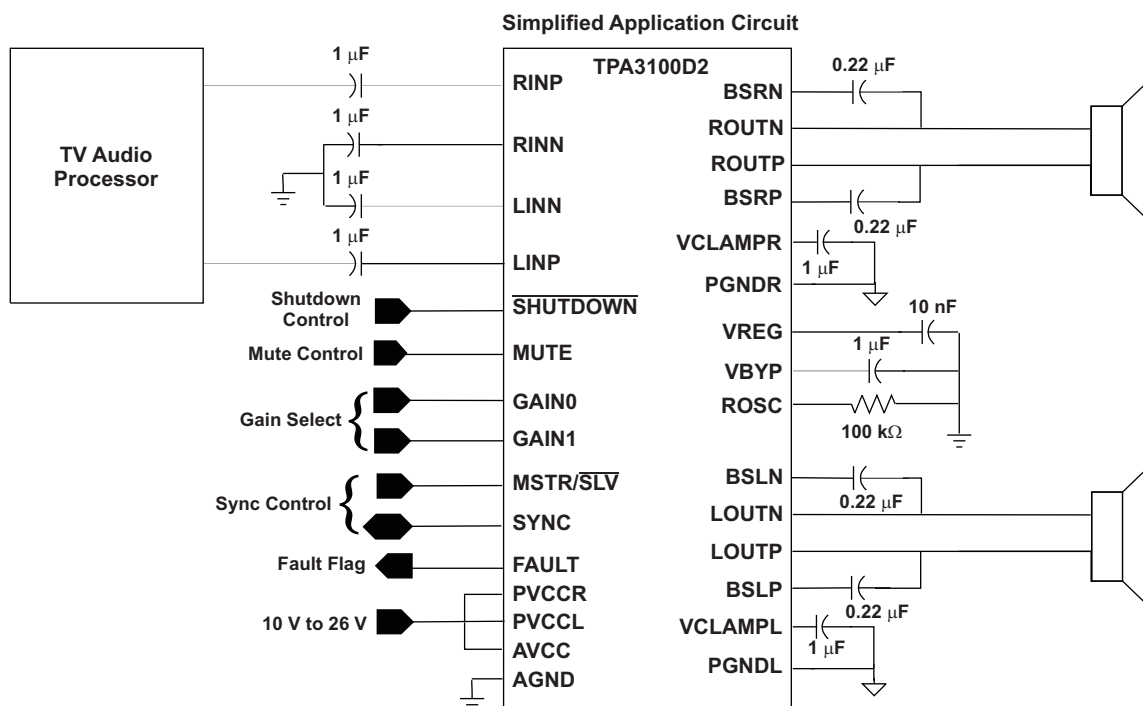 Simplified Application Circuit
TPA3100D2
TV Audio
Processor
1 μF
1 μF
1 μF
1 μF
RINP
RINN
LINN
LINP
Shutdown
Control
SHUTDOWN
Mute Control
MUTE
Gain Select
GAIN0
GAIN1
Sync Control
MSTR/SLV
SYNC
Fault Flag
FAULT
PVCCR
10 V to 26 V
PVCCL
AVCC
AGND
0.22 μF
BSRN
ROUTN
ROUTP
BSRP
0.22 μF
VCLAMPR
1 μF
PGNDR
10 nF
VREG
1 μF
VBYP
ROSC
100 kΩ
BSLN
0.22 μF
LOUTN
LOUTP
BSLP
0.22 μF
VCLAMPL
1 μF
PGNDL